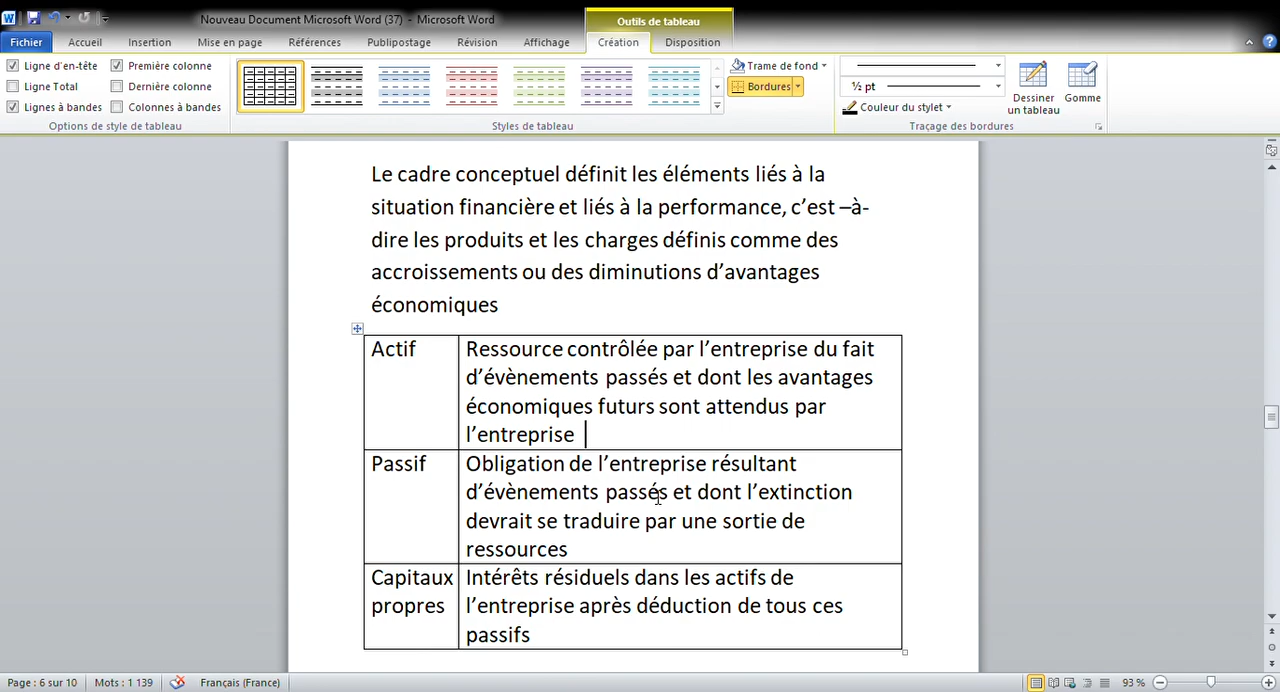 Nouveau Document Microsoft Word (37) - Microsoft Word
Outils de tableau
Fichier Accueil Insertion Mise en page Références Publipostage Révision Affichage Création Disposition
Ligne d'en-tête Première colonne
Ligne Total Dernière colonne
Lignes à bandes Colonnes à bandes
Options de style de tableau
Styles de tableau
Trame de fond
Bordures
½ pt
Couleur du stylet
Dessiner
un tableau
Gomme
Traçage des bordures
Le cadre conceptuel définit les éléments liés à la
situation financière et liés à la performance, c’est –à-
dire les produits et les charges définis comme des
accroissements ou des diminutions d’avantages
économiques
Actif
Ressource contrôlée par l’entreprise du fait
d’évènements passés et dont les avantages
économiques futurs sont attendus par
l’entreprise
Passif
Obligation de l’entreprise résultant
d’évènements passés et dont l’extinction
devrait se traduire par une sortie de
ressources
Capitaux
propres
Intérêts résiduels dans les actifs de
l’entreprise après déduction de tous ces
passifs
Page : 6 sur 10 Mots : 1 139 Français (France) 93 %